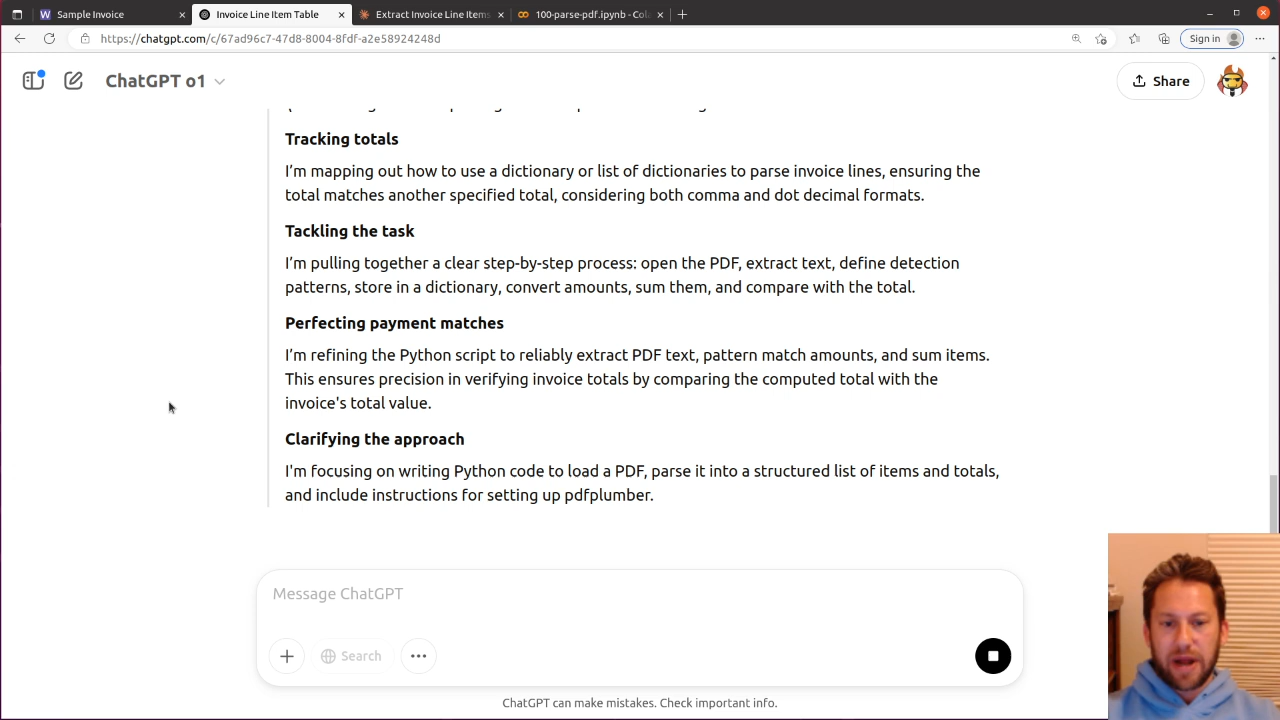 Sample Invoice
Invoice Line Item Table
Extract Invoice Line Items
100-parse-pdf.ipynb - Cola
https://chatgpt.com/c/67ad96c7-47d8-8004-8fdf-a2e58924248d
Sign in
ChatGPT o1
Share
Tracking totals
I’m mapping out how to use a dictionary or list of dictionaries to parse invoice lines, ensuring the
total matches another specified total, considering both comma and dot decimal formats.
Tackling the task
I’m pulling together a clear step-by-step process: open the PDF, extract text, define detection
patterns, store in a dictionary, convert amounts, sum them, and compare with the total.
Perfecting payment matches
I’m refining the Python script to reliably extract PDF text, pattern match amounts, and sum items.
This ensures precision in verifying invoice totals by comparing the computed total with the
invoice's total value.
Clarifying the approach
I'm focusing on writing Python code to load a PDF, parse it into a structured list of items and totals,
and include instructions for setting up pdfplumber.
Message ChatGPT
Search
ChatGPT can make mistakes. Check important info.